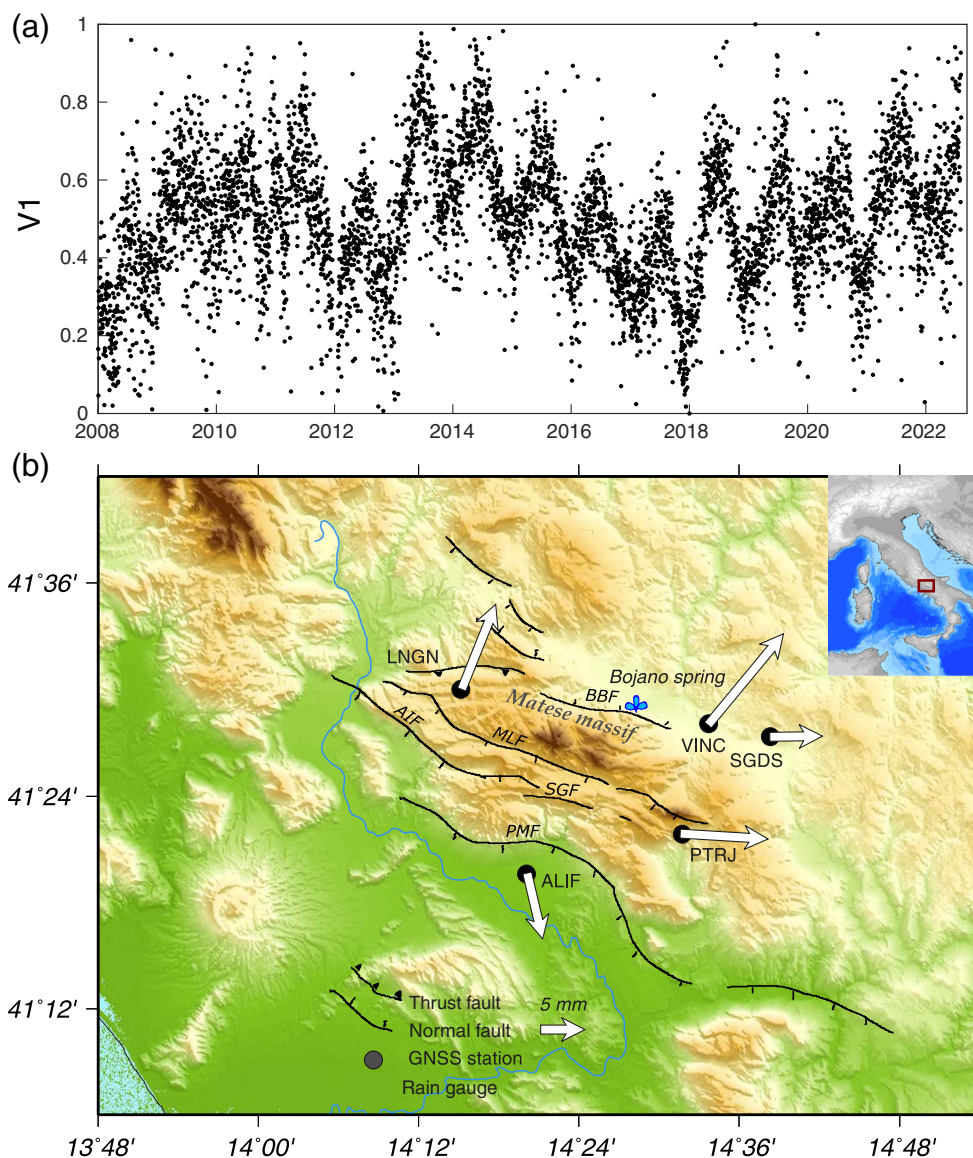 (a)
1
0.8
0.6
0.4
0.2
0
V1
2008 2010 2012 2014 2016 2018 2020 2022
(b)
41°36'
41°24'
41°12'
LNGN
Bojano spring
BBF
Matese massif
AIF
MLF
VINC
SGDS
SGF
PMF
PTRJ
ALIF
Thrust fault
5 mm
Normal fault
GNSS station
Rain gauge
13°48' 14°00' 14°12' 14°24' 14°36' 14°48'